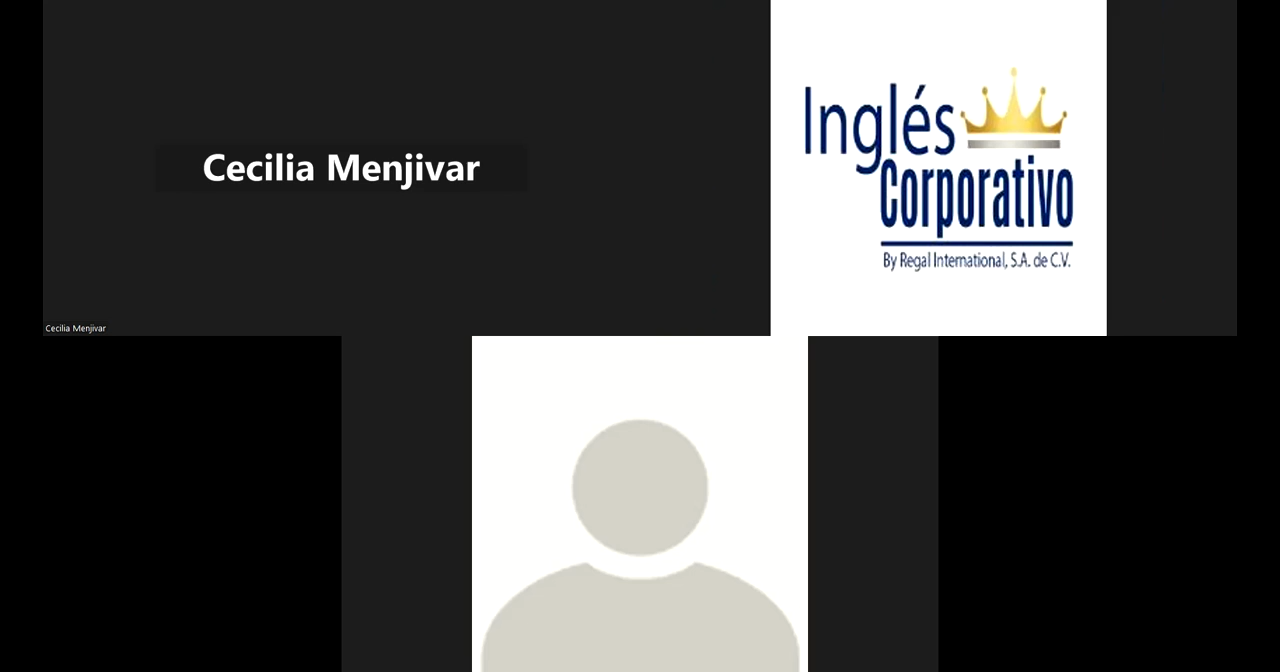 Cecilia Menjivar
Inglés
Corporativo
By Regal International, S.A. de C.V.
Cecilia Menjivar